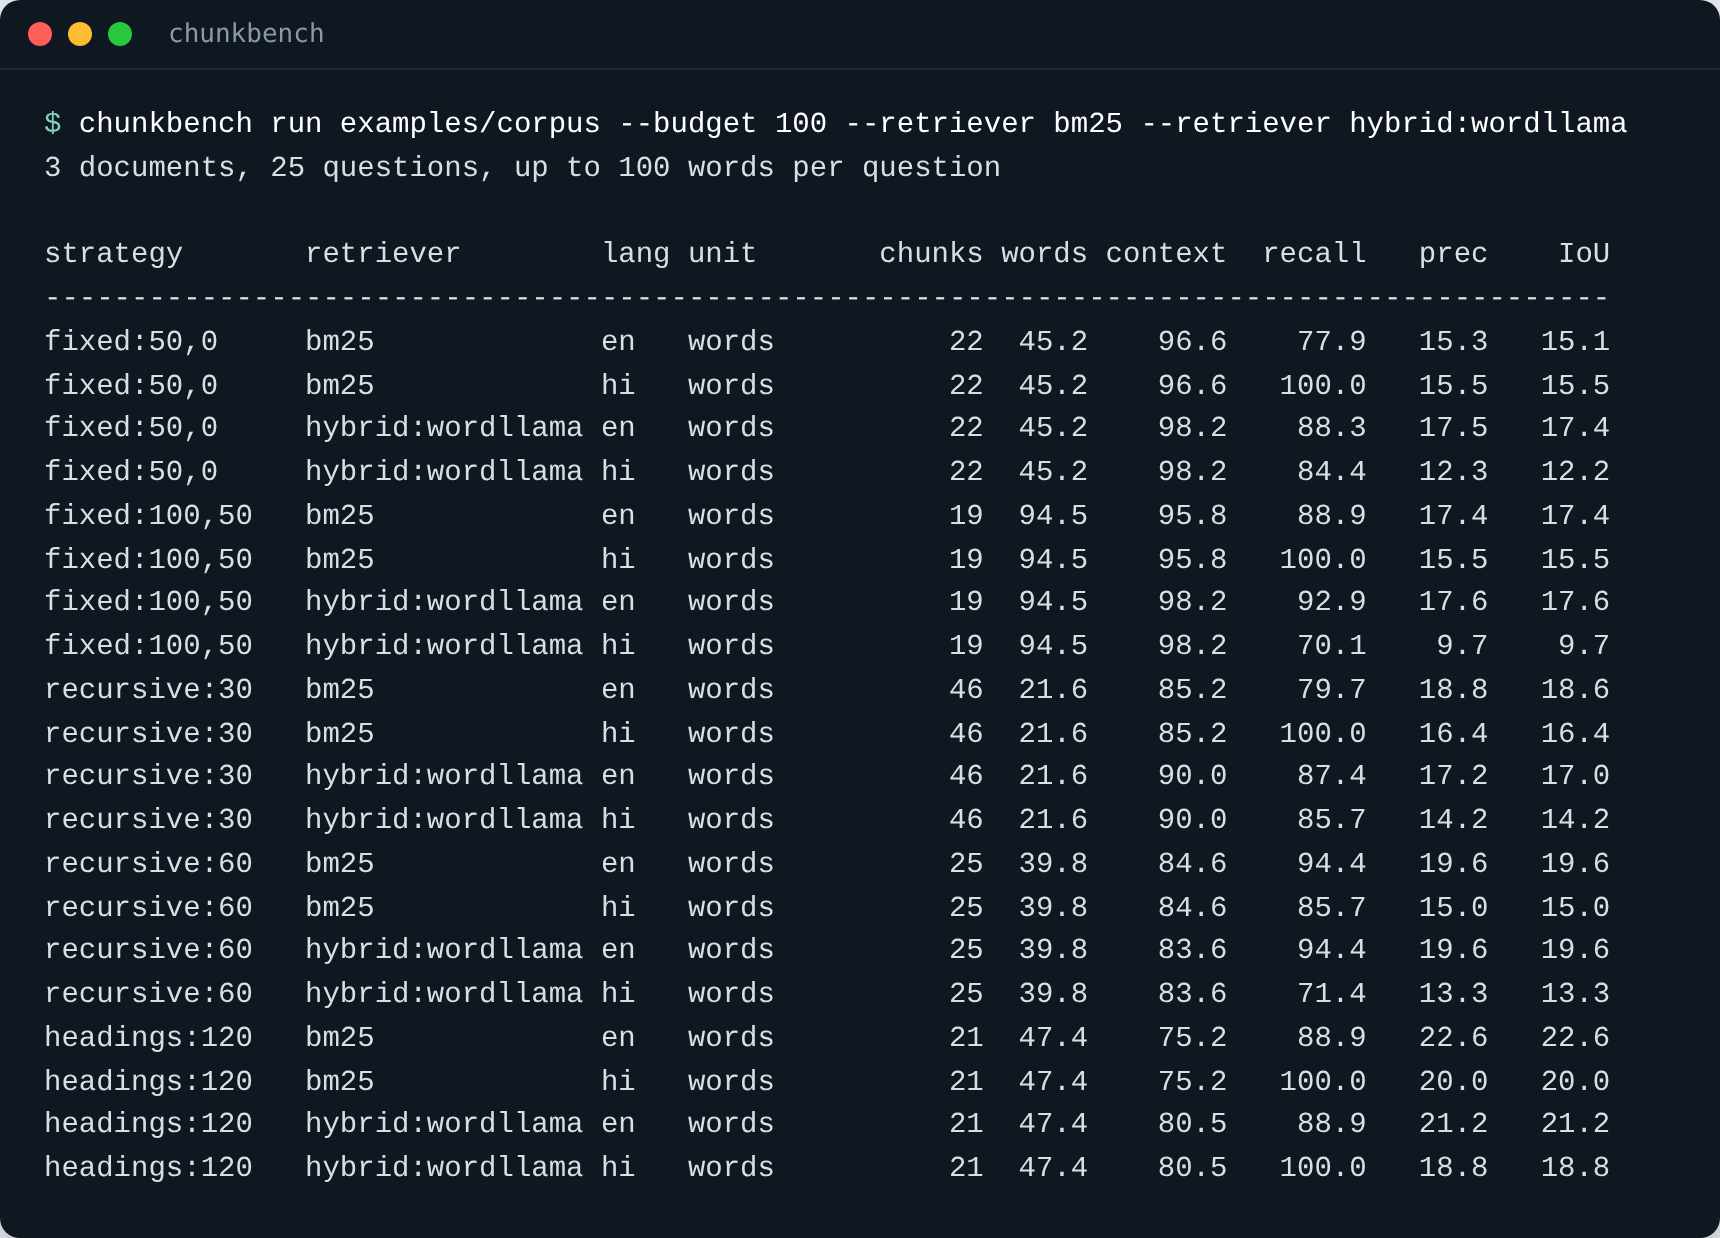 chunkbench
$ chunkbench run examples/corpus --budget 100 --retriever bm25 --retriever hybrid:wordllama
3 documents, 25 questions, up to 100 words per question
strategy       retriever        lang unit       chunks words context  recall   prec    IoU
------------------------------------------------------------------------------------------
fixed:50,0     bm25             en   words          22  45.2    96.6    77.9   15.3   15.1
fixed:50,0     bm25             hi   words          22  45.2    96.6   100.0   15.5   15.5
fixed:50,0     hybrid:wordllama en   words          22  45.2    98.2    88.3   17.5   17.4
fixed:50,0     hybrid:wordllama hi   words          22  45.2    98.2    84.4   12.3   12.2
fixed:100,50   bm25             en   words          19  94.5    95.8    88.9   17.4   17.4
fixed:100,50   bm25             hi   words          19  94.5    95.8   100.0   15.5   15.5
fixed:100,50   hybrid:wordllama en   words          19  94.5    98.2    92.9   17.6   17.6
fixed:100,50   hybrid:wordllama hi   words          19  94.5    98.2    70.1    9.7    9.7
recursive:30   bm25             en   words          46  21.6    85.2    79.7   18.8   18.6
recursive:30   bm25             hi   words          46  21.6    85.2   100.0   16.4   16.4
recursive:30   hybrid:wordllama en   words          46  21.6    90.0    87.4   17.2   17.0
recursive:30   hybrid:wordllama hi   words          46  21.6    90.0    85.7   14.2   14.2
recursive:60   bm25             en   words          25  39.8    84.6    94.4   19.6   19.6
recursive:60   bm25             hi   words          25  39.8    84.6    85.7   15.0   15.0
recursive:60   hybrid:wordllama en   words          25  39.8    83.6    94.4   19.6   19.6
recursive:60   hybrid:wordllama hi   words          25  39.8    83.6    71.4   13.3   13.3
headings:120   bm25             en   words          21  47.4    75.2    88.9   22.6   22.6
headings:120   bm25             hi   words          21  47.4    75.2   100.0   20.0   20.0
headings:120   hybrid:wordllama en   words          21  47.4    80.5    88.9   21.2   21.2
headings:120   hybrid:wordllama hi   words          21  47.4    80.5   100.0   18.8   18.8